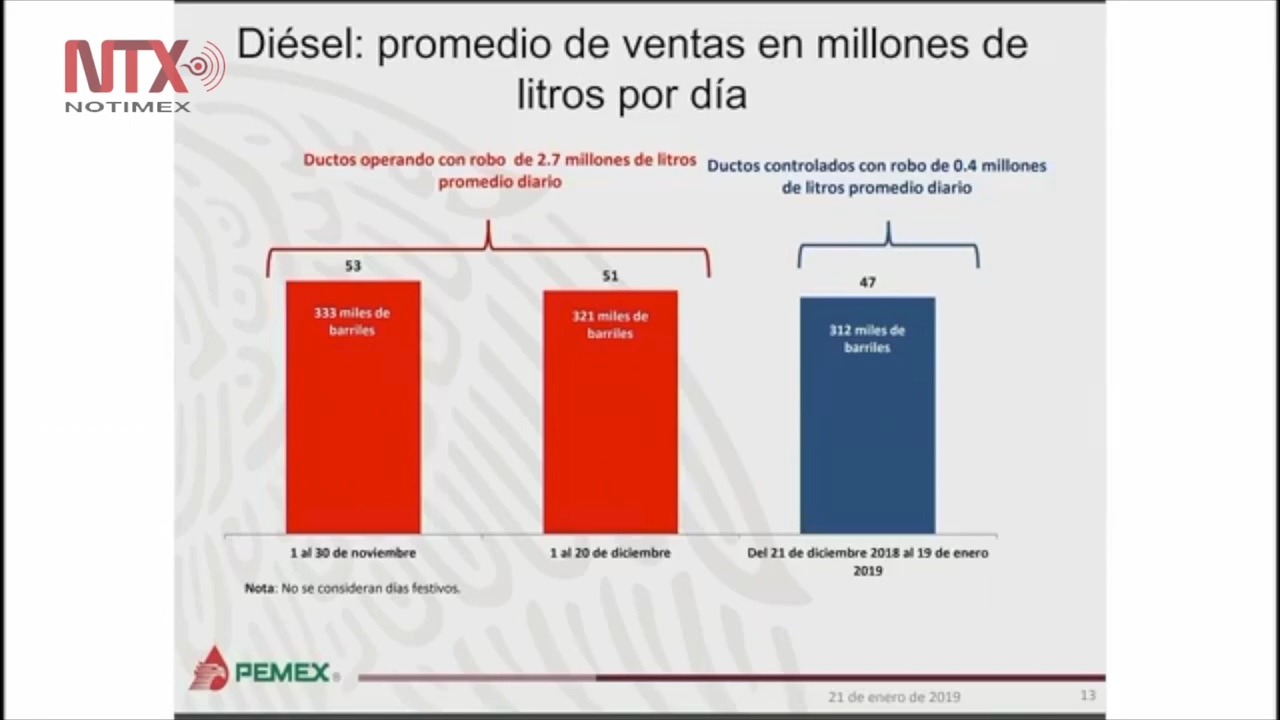 NTX
NOTIMEX
Diésel: promedio de ventas en millones de
litros por día
Ductos operando con robo de 2.7 millones de litros
promedio diario
Ductos controlados con robo de 0.4 millones
de litros promedio diario
53
51
47
333 miles de
barriles
321 miles de
barriles
312 miles de
barriles
1 al 30 de noviembre
1 al 20 de diciembre
Del 21 de diciembre 2018 al 19 de enero
2019
Nota: No se consideran días festivos.
PEMEX®
21 de enero de 2019
13